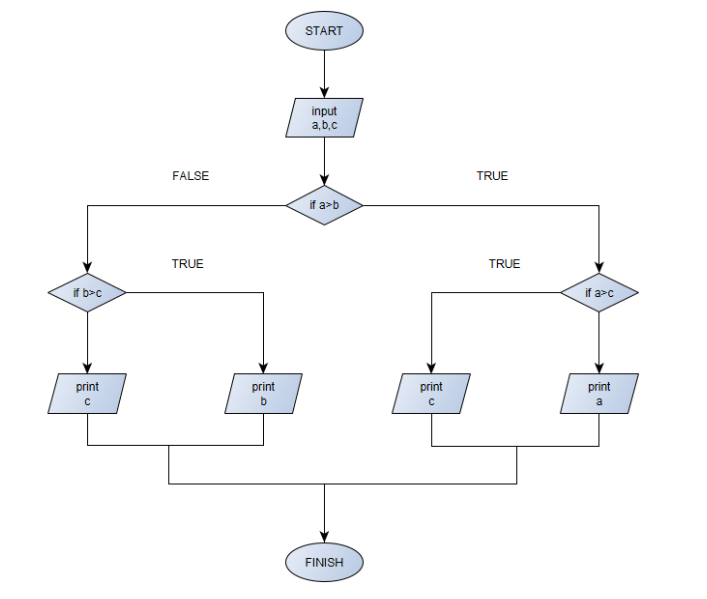 START
input
a,b,c
FALSE
TRUE
if a>b
TRUE
TRUE
if b>c
if a>c
print
c
print
b
print
c
print
a
FINISH